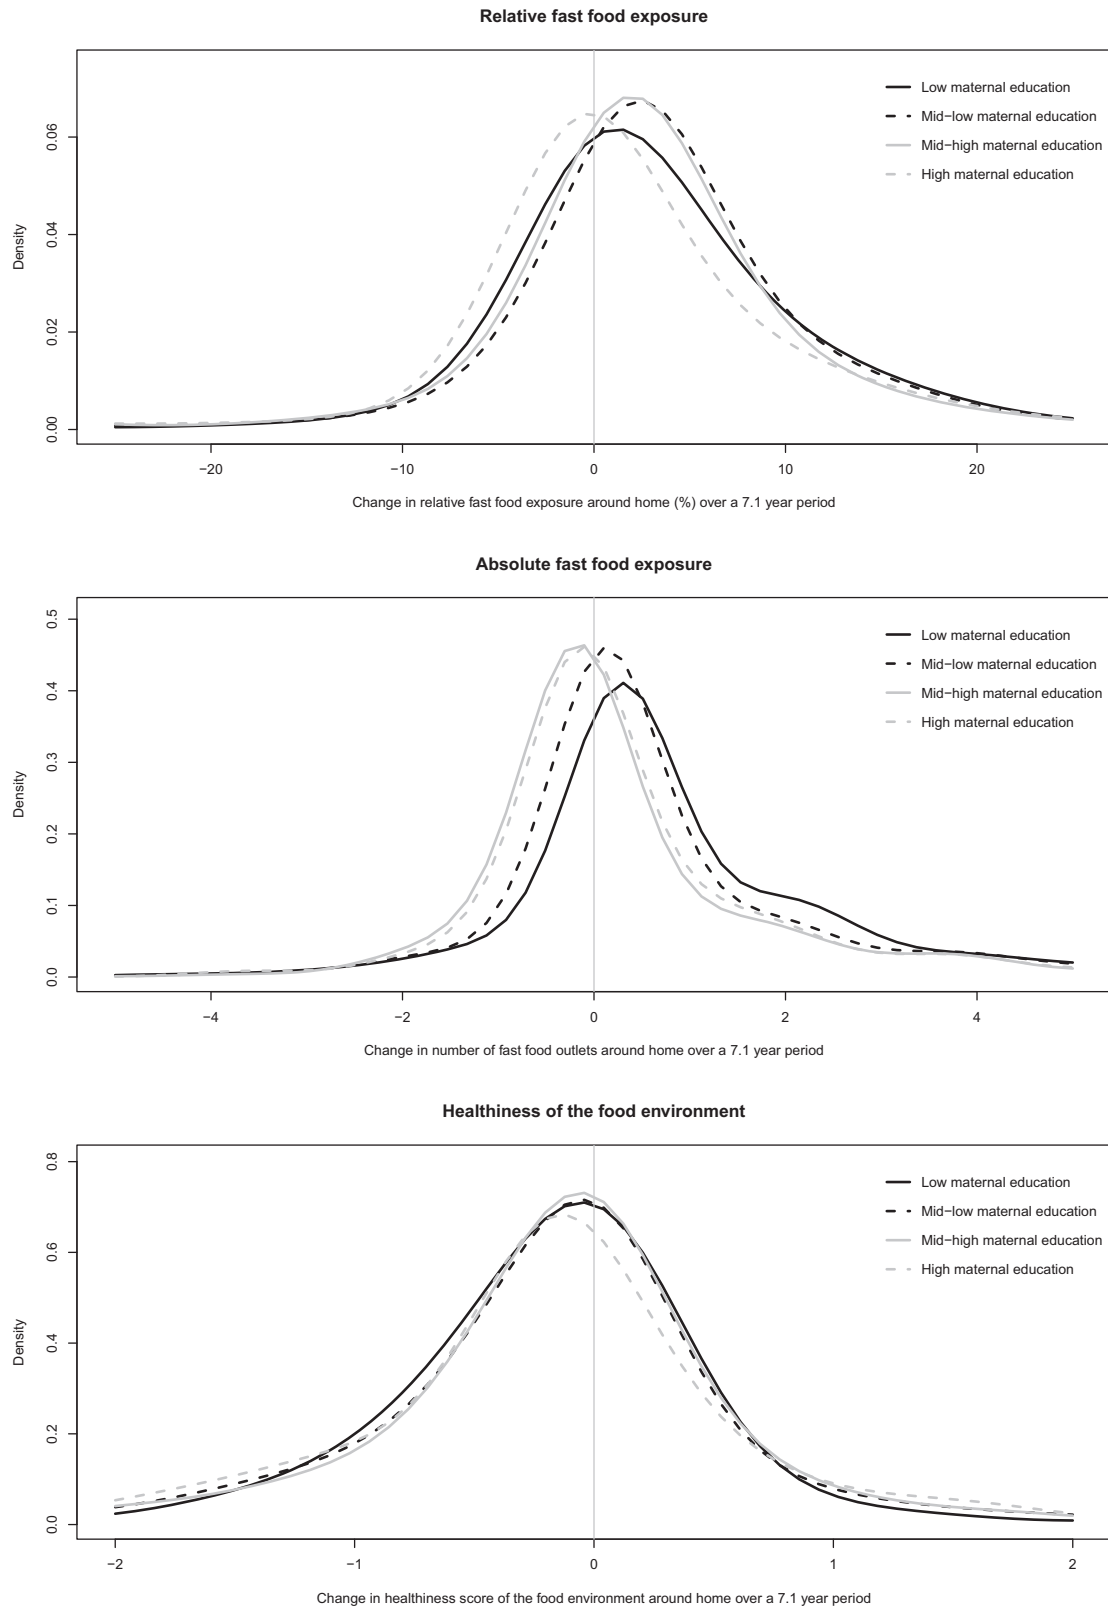 Relative fast food exposure
Low maternal education
Mid−low maternal education
Mid−high maternal education
High maternal education
Density
0.00
0.02
0.04
0.06
−20
−10
0
10
20
Change in relative fast food exposure around home (%) over a 7.1 year period
Absolute fast food exposure
Low maternal education
Mid−low maternal education
Mid−high maternal education
High maternal education
Density
0.0
0.1
0.2
0.3
0.4
0.5
−4
−2
0
2
4
Change in number of fast food outlets around home over a 7.1 year period
Healthiness of the food environment
Low maternal education
Mid−low maternal education
Mid−high maternal education
High maternal education
Density
0.0
0.2
0.4
0.6
0.8
−2
−1
0
1
2
Change in healthiness score of the food environment around home over a 7.1 year period